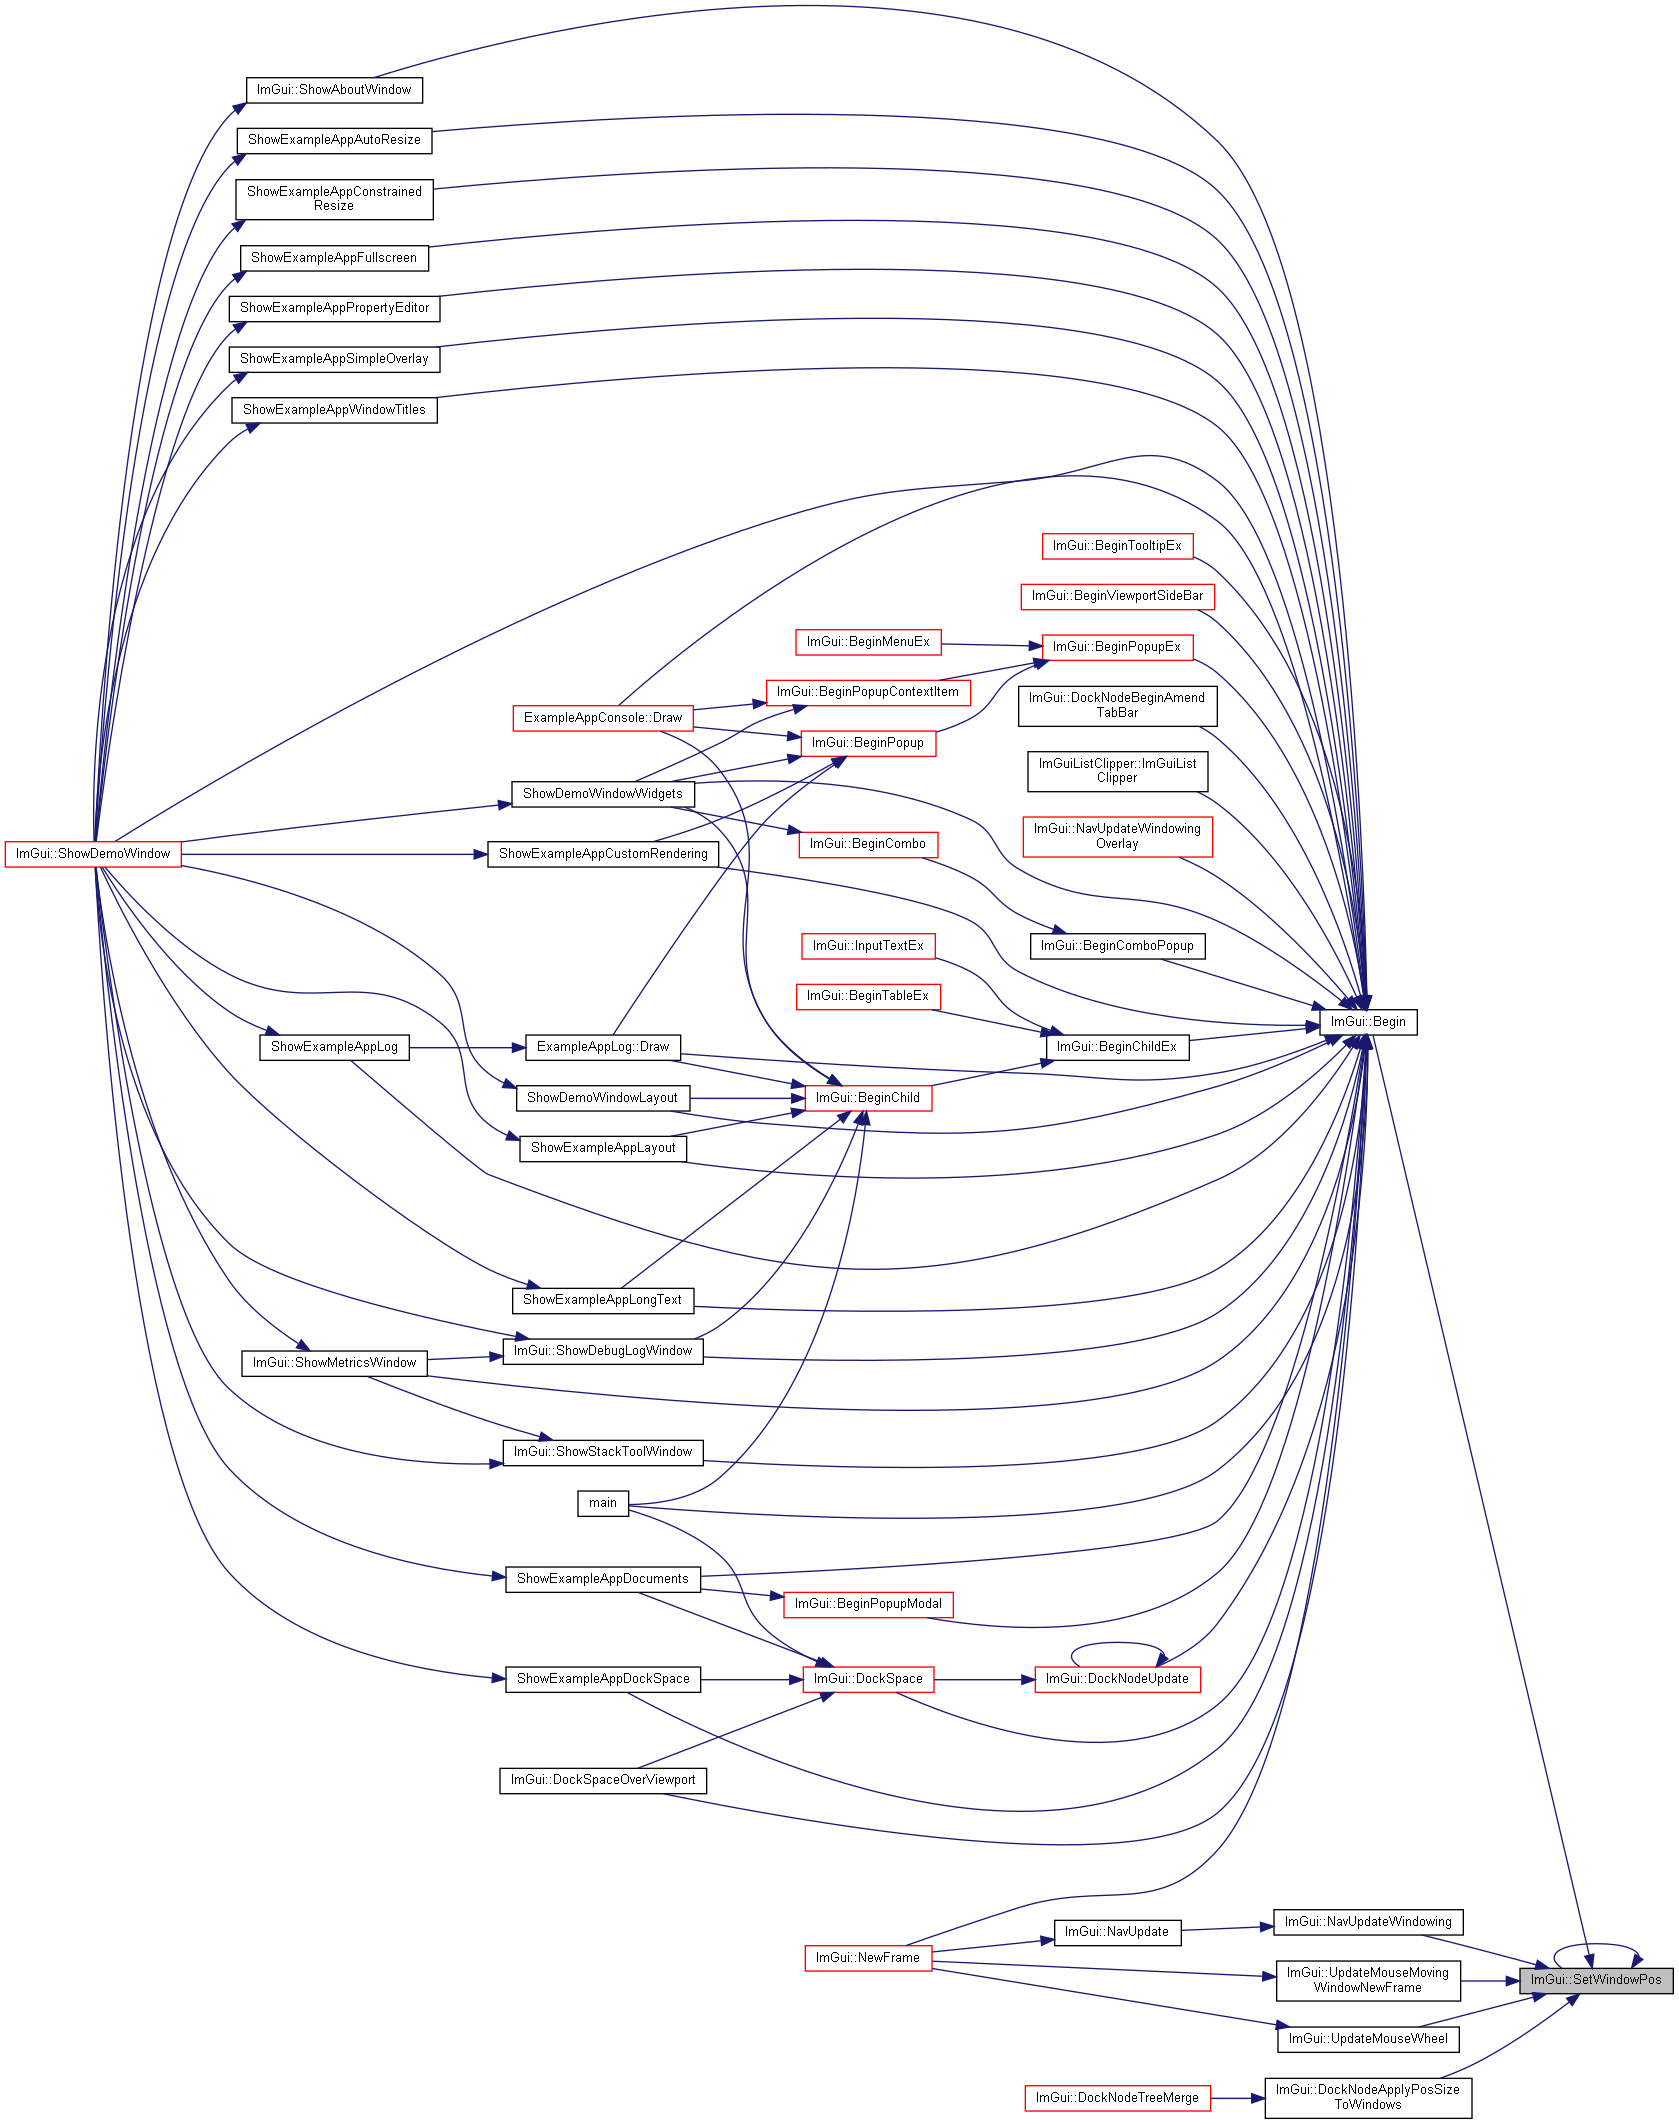 ImGui::ShowAboutWindow
ShowExampleAppAutoResize
ShowExampleAppConstrained
Resize
ShowExampleAppFullscreen
ShowExampleAppPropertyEditor
ShowExampleAppSimpleOverlay
ShowExampleAppWindowTitles
ImGui::BeginTooltipEx
ImGui::BeginViewportSideBar
ImGui::BeginMenuEx
ImGui::BeginPopupEx
ImGui::BeginPopupContextItem
ImGui::DockNodeBeginAmend
TabBar
ExampleAppConsole::Draw
ImGui::BeginPopup
ImGuiListClipper::ImGuiList
Clipper
ShowDemoWindowWidgets
ImGui::NavUpdateWindowing
Overlay
ImGui::BeginCombo
ImGui::ShowDemoWindow
ShowExampleAppCustomRendering
ImGui::InputTextEx
ImGui::BeginComboPopup
ImGui::BeginTableEx
ImGui::Begin
ShowExampleAppLog
ExampleAppLog::Draw
ImGui::BeginChildEx
ShowDemoWindowLayout
ImGui::BeginChild
ShowExampleAppLayout
ShowExampleAppLongText
ImGui::ShowDebugLogWindow
ImGui::ShowMetricsWindow
ImGui::ShowStackToolWindow
main
ShowExampleAppDocuments
ImGui::BeginPopupModal
ShowExampleAppDockSpace
ImGui::DockSpace
ImGui::DockNodeUpdate
ImGui::DockSpaceOverViewport
ImGui::NavUpdateWindowing
ImGui::NavUpdate
ImGui::NewFrame
ImGui::UpdateMouseMoving
WindowNewFrame
ImGui::SetWindowPos
ImGui::UpdateMouseWheel
ImGui::DockNodeTreeMerge
ImGui::DockNodeApplyPosSize
ToWindows